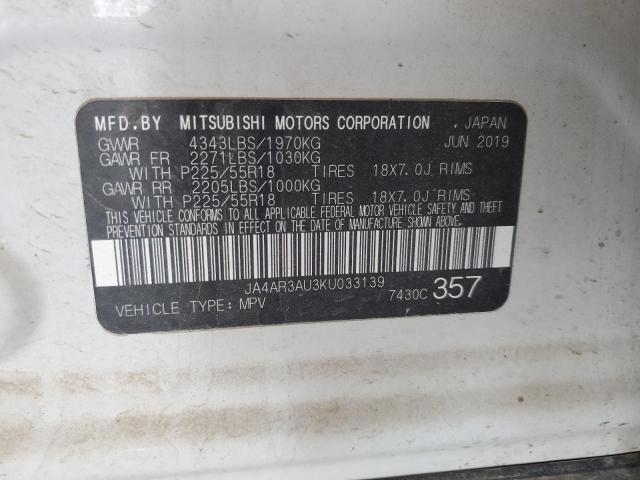 MFD.BY MITSUBISHI MOTORS CORPORATION . JAPAN
GVWR 4343LBS/1970KG JUN 2019
GAWR FR 2271LBS/1030KG
WITH P225/55R18 TIRES 18X7.0J RIMS
GAWR RR 2205LBS/1000KG
WITH P225/55R18 TIRES 18X7.0J RIMS
THIS VEHICLE CONFORMS TO ALL APPLICABLE FEDERAL MOTOR VEHICLE SAFETY AND THEFT
PREVENTION STANDARDS IN EFFECT ON THE DATE OF MANUFACTURE SHOWN ABOVE.
JA4AR3AU3KU033139
VEHICLE TYPE: MPV 7430C 357